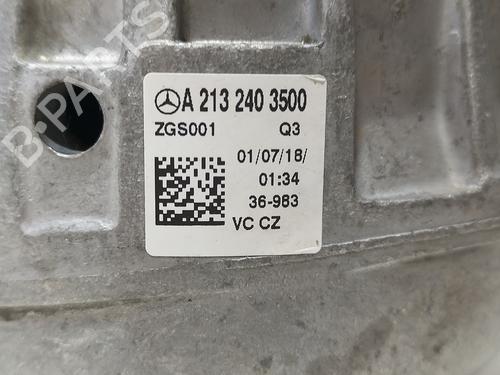 B-PARTS
A 213 240 3500
ZGS001 Q3
01/07/18/
01:34
36-983
VC CZ